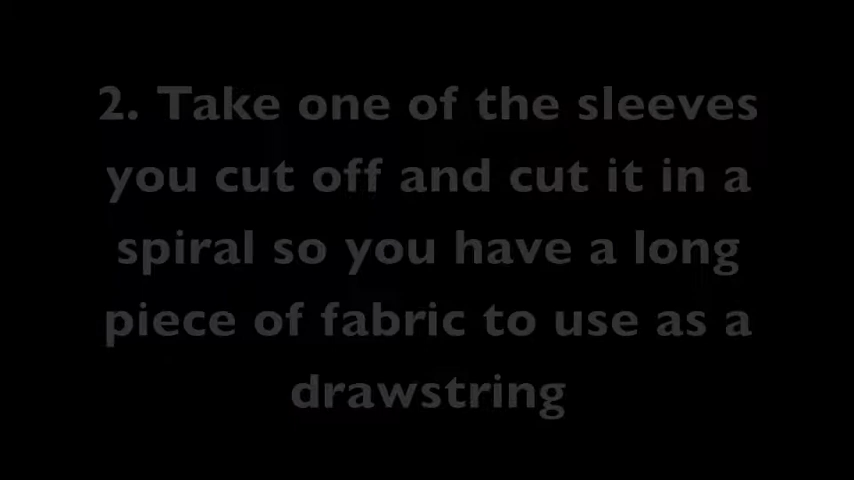 2. Take one of the sleeves
you cut off and cut it in a
spiral so you have a long
piece of fabric to use as a
drawstring